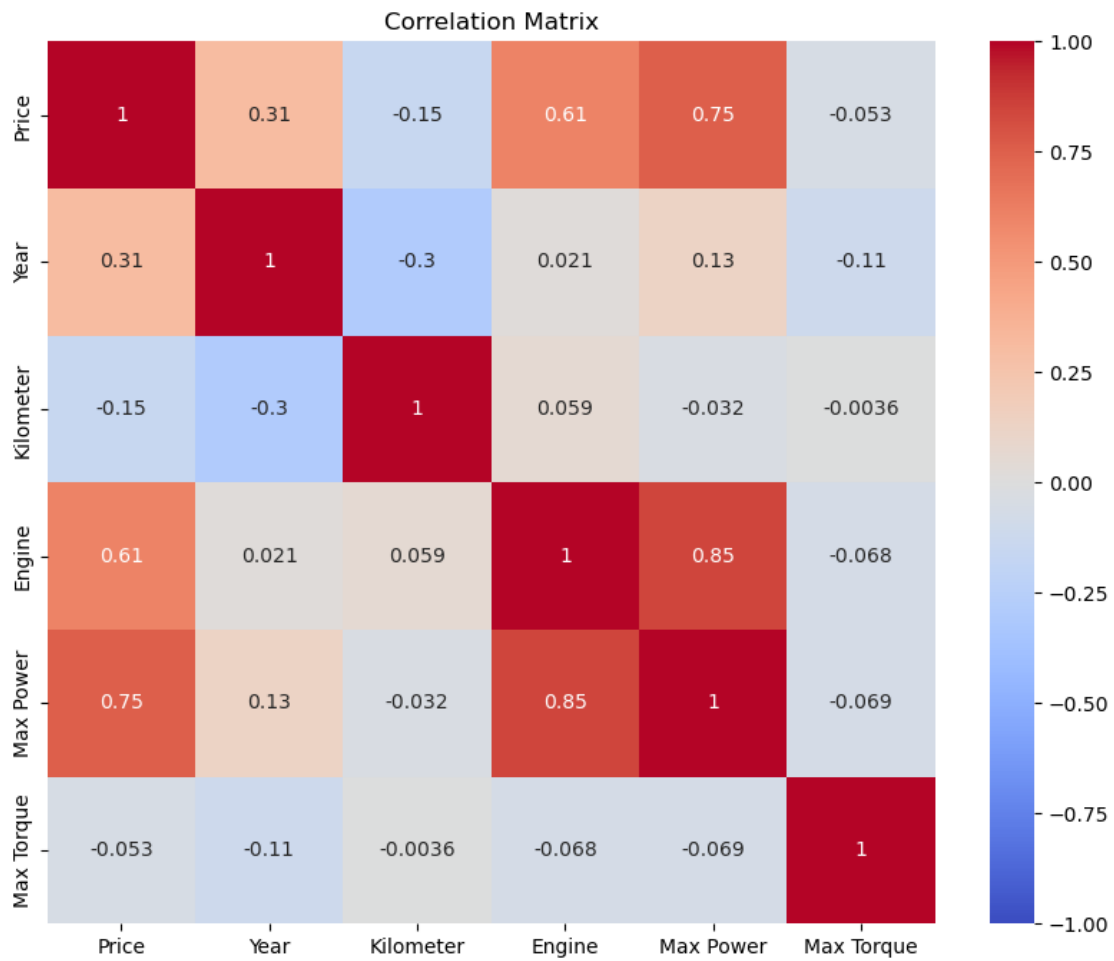 Correlation Matrix
Price 1 0.31 -0.15 0.61 0.75 -0.053
Year 0.31 1 -0.3 0.021 0.13 -0.11
Kilometer -0.15 -0.3 1 0.059 -0.032 -0.0036
Engine 0.61 0.021 0.059 1 0.85 -0.068
Max Power 0.75 0.13 -0.032 0.85 1 -0.069
Max Torque -0.053 -0.11 -0.0036 -0.068 -0.069 1
Price Year Kilometer Engine Max Power Max Torque
1.00
0.75
0.50
0.25
0.00
−0.25
−0.50
−0.75
−1.00